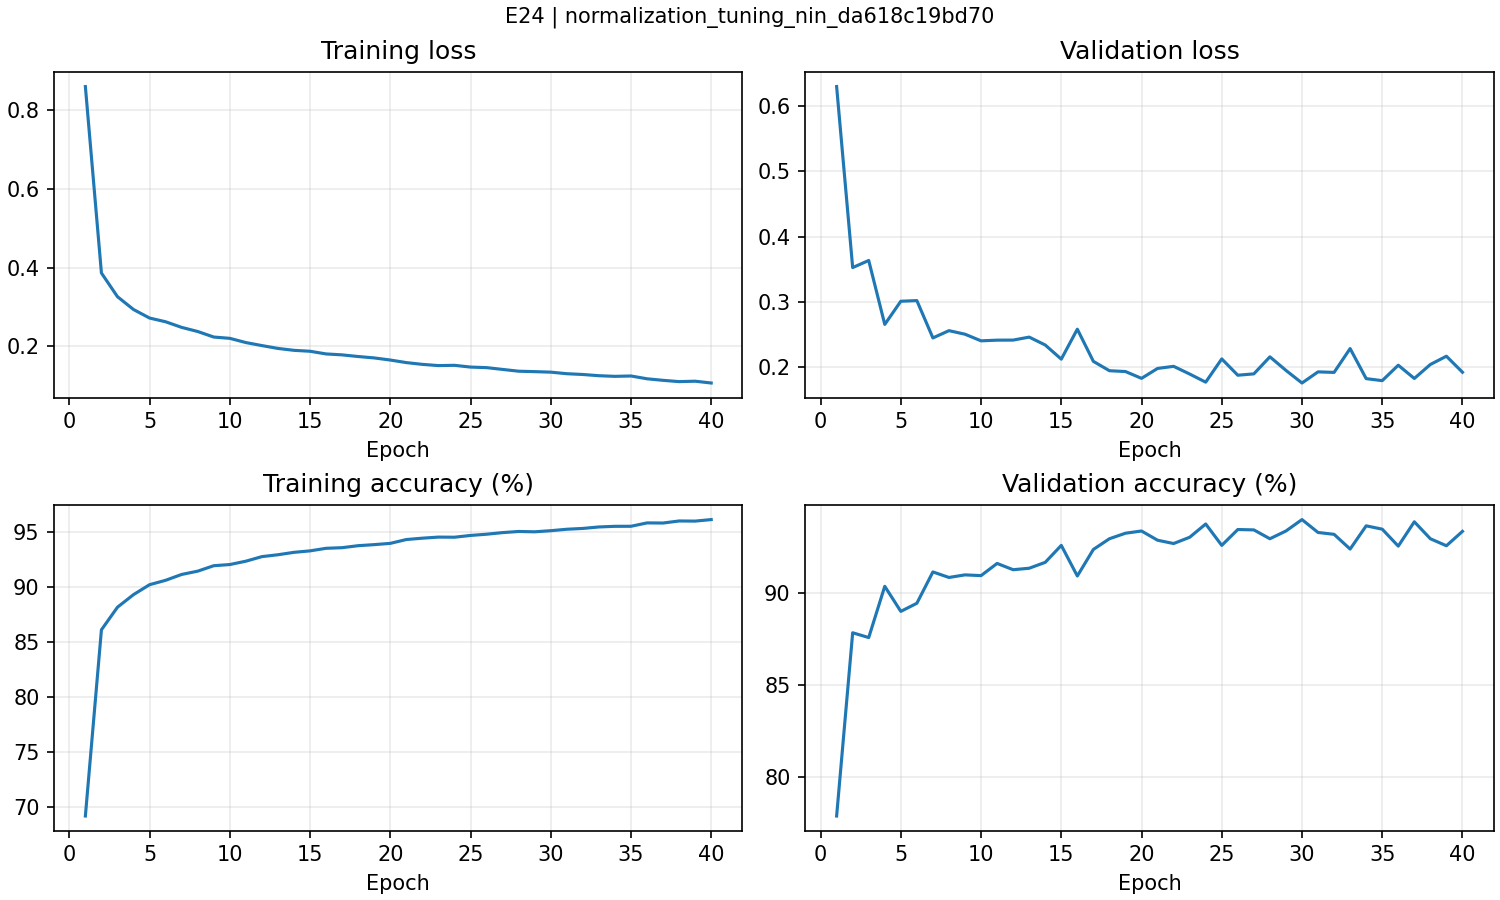 E24 | normalization_tuning_nin_da618c19bd70
Training loss
0.8
0.6
0.4
0.2
0 5 10 15 20 25 30 35 40
Epoch
Validation loss
0.6
0.5
0.4
0.3
0.2
0 5 10 15 20 25 30 35 40
Epoch
Training accuracy (%)
95
90
85
80
75
70
0 5 10 15 20 25 30 35 40
Epoch
Validation accuracy (%)
90
85
80
0 5 10 15 20 25 30 35 40
Epoch